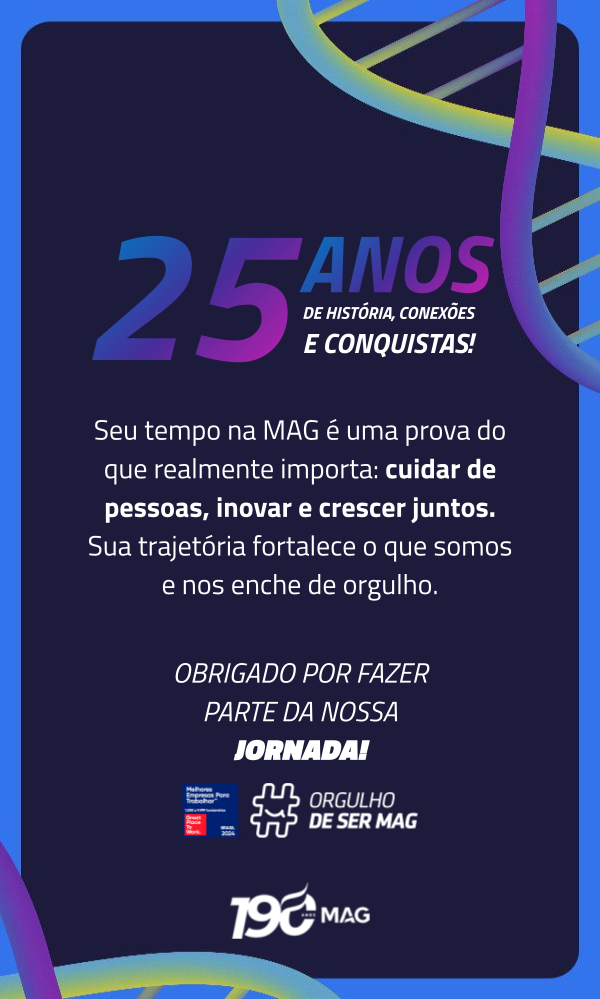 25 ANOS
DE HISTÓRIA, CONEXÕES
E CONQUISTAS!
Seu tempo na MAG é uma prova do
que realmente importa: cuidar de
pessoas, inovar e crescer juntos.
Sua trajetória fortalece o que somos
e nos enche de orgulho.
OBRIGADO POR FAZER
PARTE DA NOSSA
JORNADA!
Melhores
Empresas Para
Trabalhar
Great
Place
To
Work.
BRASIL
2024
ORGULHO
DE SER MAG
190 ANOS MAG